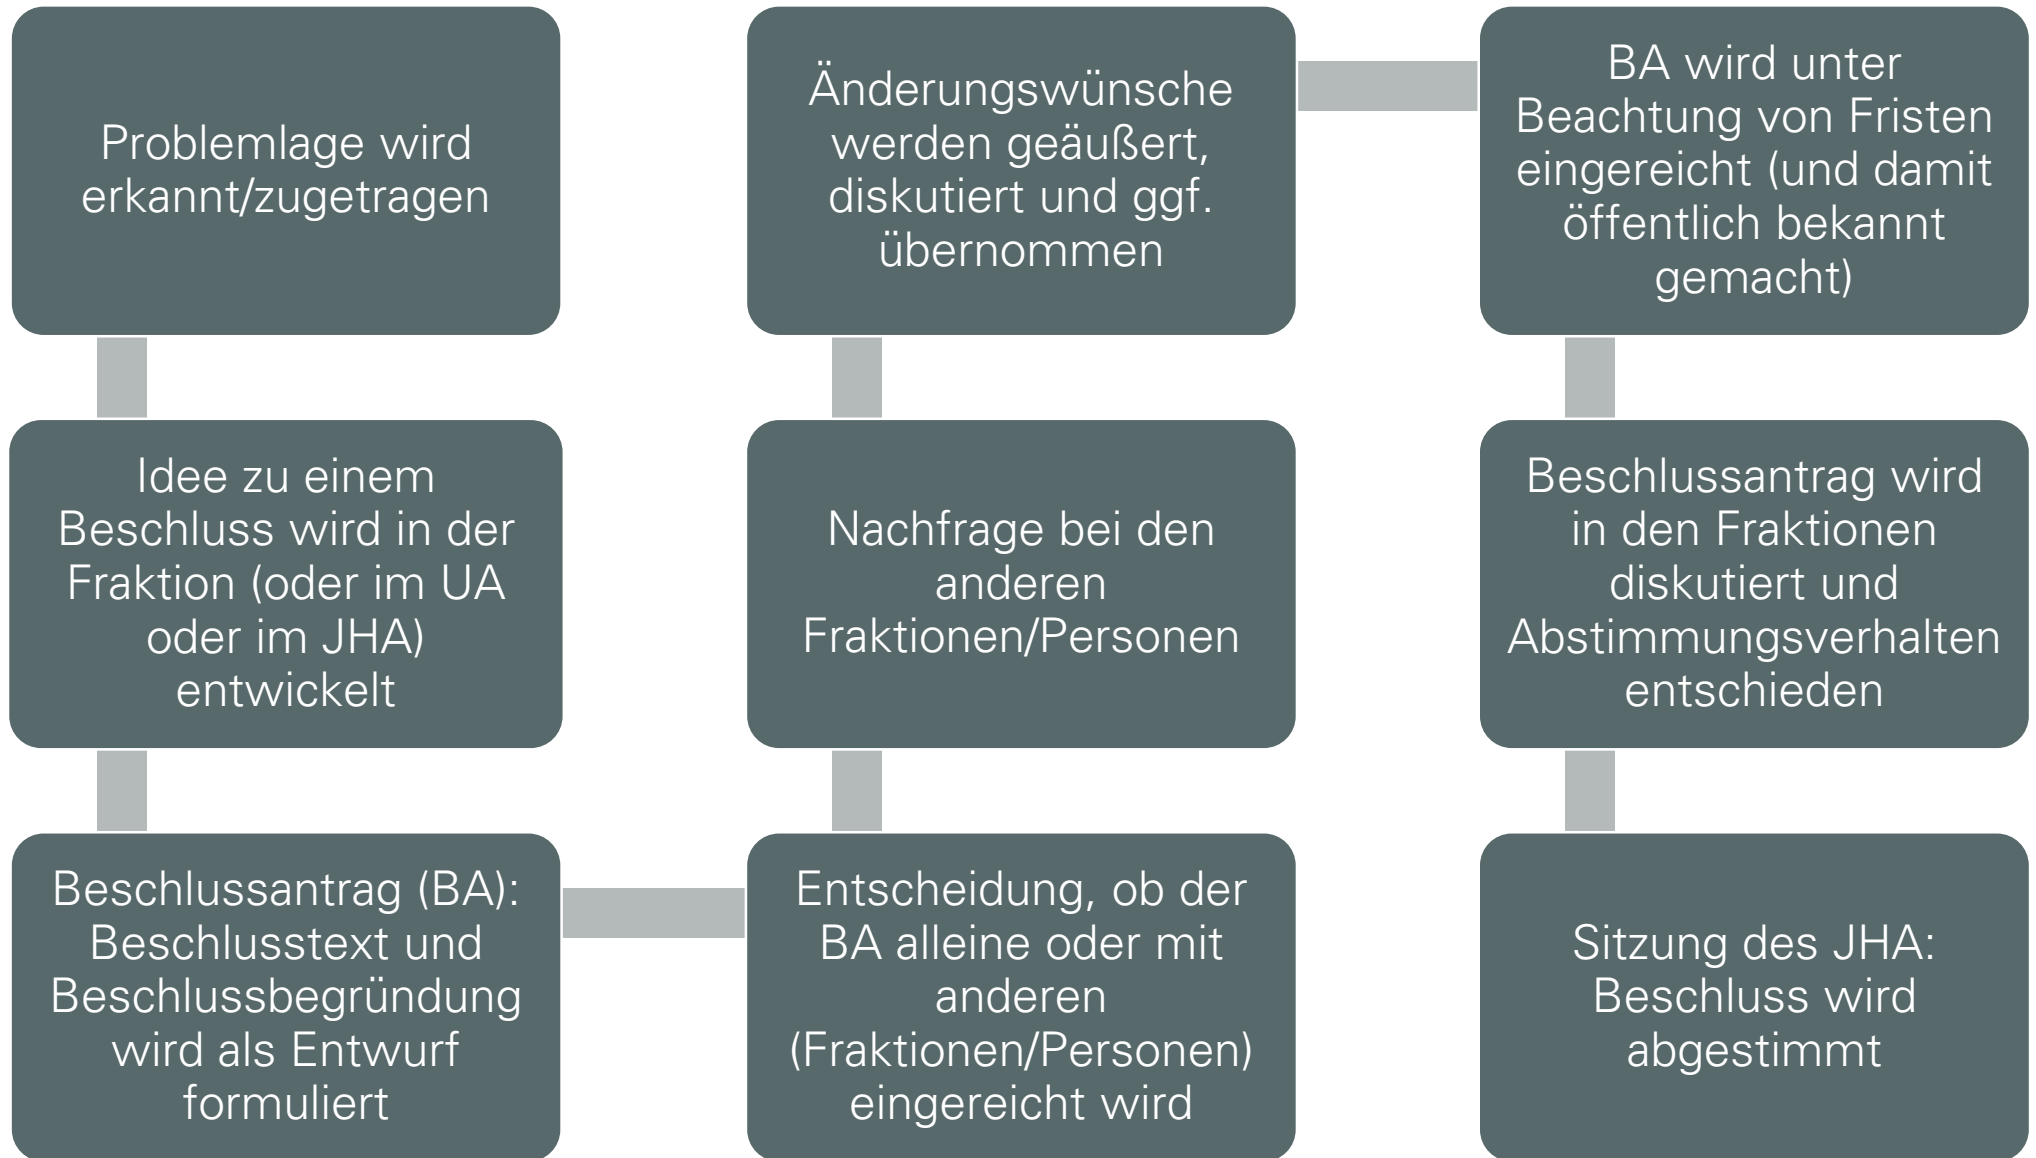 Problemlage wird
erkannt/zugetragen
Idee zu einem
Beschluss wird in der
Fraktion (oder im UA
oder im JHA)
entwickelt
Beschlussantrag (BA):
Beschlusstext und
Beschlussbegründung
wird als Entwurf
formuliert
Entscheidung, ob der
BA alleine oder mit
anderen
(Fraktionen/Personen)
eingereicht wird
Nachfrage bei den
anderen
Fraktionen/Personen
Änderungswünsche
werden geäußert,
diskutiert und ggf.
übernommen
BA wird unter
Beachtung von Fristen
eingereicht (und damit
öffentlich bekannt
gemacht)
Beschlussantrag wird
in den Fraktionen
diskutiert und
Abstimmungsverhalten
entschieden
Sitzung des JHA:
Beschluss wird
abgestimmt